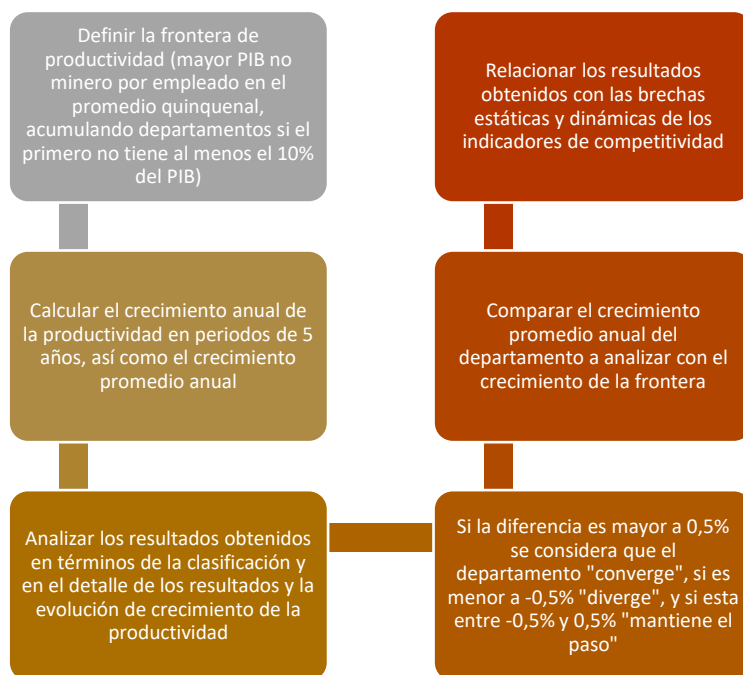 Definir la frontera de
productividad (mayor PIB no
minero por empleado en el
promedio quinquenal,
acumulando departamentos si el
primero no tiene al menos el 10%
del PIB)
Calcular el crecimiento anual de
la productividad en periodos de 5
años, así como el crecimiento
promedio anual
Analizar los resultados obtenidos
en términos de la clasificación y
en el detalle de los resultados y la
evolución de crecimiento de la
productividad
Si la diferencia es mayor a 0,5%
se considera que el
departamento "converge", si es
menor a -0,5% "diverge", y si esta
entre -0,5% y 0,5% "mantiene el
paso"
Comparar el crecimiento
promedio anual del
departamento a analizar con el
crecimiento de la frontera
Relacionar los resultados
obtenidos con las brechas
estáticas y dinámicas de los
indicadores de competitividad